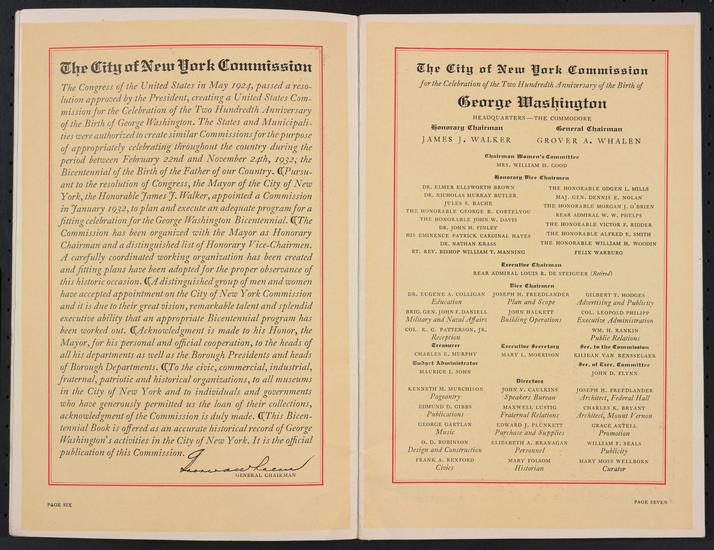 The City of New York Commission
The Congress of the United States in May 1924, passed a reso-
lution approved by the President, creating a United States Com-
mission for the Celebration of the Two Hundredth Anniversary
of the Birth of George Washington. The States and Municipali-
ties were authorized to create similar Commissions for the purpose
of appropriately celebrating throughout the country during the
period between February 22nd and November 24th, 1932, the
Bicentennial of the Birth of the Father of our Country. ¶Pursu-
ant to the resolution of Congress, the Mayor of the City of New
York, the Honorable James J. Walker, appointed a Commission
in January 1932, to plan and execute an adequate program for a
fitting celebration for the George Washington Bicentennial. ¶The
Commission has been organized with the Mayor as Honorary
Chairman and a distinguished list of Honorary Vice-Chairmen.
A carefully coordinated working organization has been created
and fitting plans have been adopted for the proper observance of
this historic occasion. ¶A distinguished group of men and women
have accepted appointment on the City of New York Commission
and it is due to their great vision, remarkable talent and splendid
executive ability that an appropriate Bicentennial program has
been worked out. ¶Acknowledgment is made to his Honor, the
Mayor, for his personal and official cooperation, to the heads of
all his departments as well as the Borough Presidents and heads
of Borough Departments. ¶To the civic, commercial, industrial,
fraternal, patriotic and historical organizations, to all museums
in the City of New York and to individuals and governments
who have generously permitted us the loan of their collections,
acknowledgment of the Commission is duly made. ¶This Bicen-
tennial Book is offered as an accurate historical record of George
Washington's activities in the City of New York. It is the official
publication of this Commission.
GENERAL CHAIRMAN
PAGE SIX
The City of New York Commission
for the Celebration of the Two Hundredth Anniversary of the Birth of
George Washington
HEADQUARTERS—THE COMMODORE
Honorary Chairman
JAMES J. WALKER
General Chairman
GROVER A. WHALEN
Chairman Women's Committee
MRS. WILLIAM H. GOOD
Honorary Vice Chairmen
DR. ELMER ELLSWORTH BROWN
DR. NICHOLAS MURRAY BUTLER
JULES S. BACHE
THE HONORABLE GEORGE B. CORTELYOU
THE HONORABLE JOHN W. DAVIS
DR. JOHN H. FINLEY
HIS EMINENCE PATRICK CARDINAL HAYES
DR. NATHAN KRASS
RT. REV. BISHOP WILLIAM T. MANNING
THE HONORABLE OGDEN L. MILLS
MAJ. GEN. DENNIS E. NOLAN
THE HONORABLE MORGAN J. O'BRIEN
REAR ADMIRAL W. W. PHELPS
THE HONORABLE VICTOR F. RIDDER
THE HONORABLE ALFRED E. SMITH
THE HONORABLE WILLIAM H. WOODIN
FELIX WARBURG
Executive Chairman
REAR ADMIRAL LOUIS R. DE STEIGUER (Retired)
Vice Chairmen
DR. EUGENE A. COLLIGAN
Education
BRIG. GEN. JOHN F. DANIELL
Military and Naval Affairs
COL. R. C. PATTERSON, JR.
Reception
JOSEPH H. FREEDLANDER
Plan and Scope
JOHN HALKETT
Building Operations
GILBERT T. HODGES
Advertising and Publicity
COL. LEOPOLD PHILIPP
Executive Administration
WM. H. RANKIN
Public Relations
Treasurer
CHARLES E. MURPHY
Executive Secretary
MARY L. MORRISON
Sec. to the Commission
KILIAEN VAN RENSSELAER
Budget Administrator
MAURICE I. JOHN
Sec. of Exec. Committee
JOHN D. FLYNN
Directors
KENNETH M. MURCHISON
Pageantry
EDMUND D. GIBBS
Publications
GEORGE GARTLAN
Music
O. D. ROBINSON
Design and Construction
FRANK A. REXFORD
Civics
JOHN V. CAULKINS
Speakers Bureau
MAXWELL LUSTIG
Fraternal Relations
EDWARD J. PLUNKETT
Purchase and Supplies
ELIZABETH A. BRANAGAN
Personnel
MARY FOLSOM
Historian
JOSEPH H. FREEDLANDER
Architect, Federal Hall
CHARLES K. BRYANT
Architect, Mount Vernon
GRACE AXTELL
Promotion
WILLIAM F. SEALS
Publicity
MARY MOSS WELLBORN
Curator
PAGE SEVEN